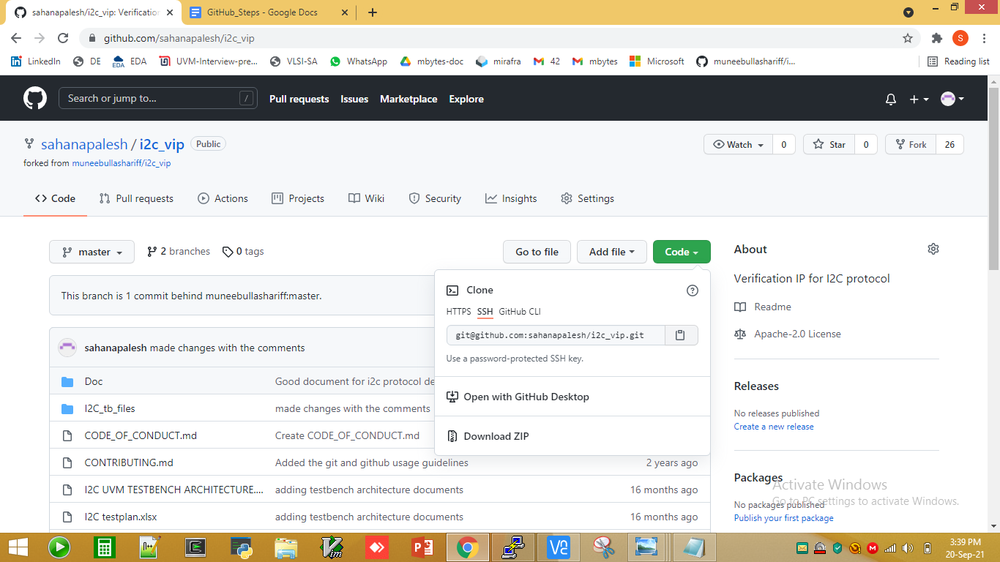 sahanapalesh/i2c_vip: Verification
GitHub_Steps - Google Docs
github.com/sahanapalesh/i2c_vip
S
LinkedIn
DE
EDA
EDA
UVM-Interview-pre...
VLSI-SA
WhatsApp
mbytes-doc
mirafra
42
mbytes
Microsoft
muneebullashariff/i...
Reading list
Search or jump to...
/
Pull requests
Issues
Marketplace
Explore
sahanapalesh / i2c_vip
Public
Watch
0
Star
0
Fork
26
forked from muneebullashariff/i2c_vip
Code
Pull requests
Actions
Projects
Wiki
Security
Insights
Settings
master
2 branches
0 tags
Go to file
Add file
Code
About
This branch is 1 commit behind muneebullashariff:master.
Clone
HTTPS
SSH
GitHub CLI
git@github.com:sahanapalesh/i2c_vip.git
Use a password-protected SSH key.
Open with GitHub Desktop
Download ZIP
Verification IP for I2C protocol
Readme
Apache-2.0 License
Releases
No releases published
Create a new release
Packages
No packages published
Publish your first package
sahanapalesh made changes with the comments
Doc
Good document for i2c protocol de
I2C_tb_files
made changes with the comments
CODE_OF_CONDUCT.md
Create CODE_OF_CONDUCT.md
CONTRIBUTING.md
Added the git and github usage guidelines
2 years ago
I2C UVM TESTBENCH ARCHITECTURE....
adding testbench architecture documents
16 months ago
I2C testplan.xlsx
adding testbench architecture documents
16 months ago
Activate Windows
Go to PC settings to activate Windows.
3:39 PM
20-Sep-21